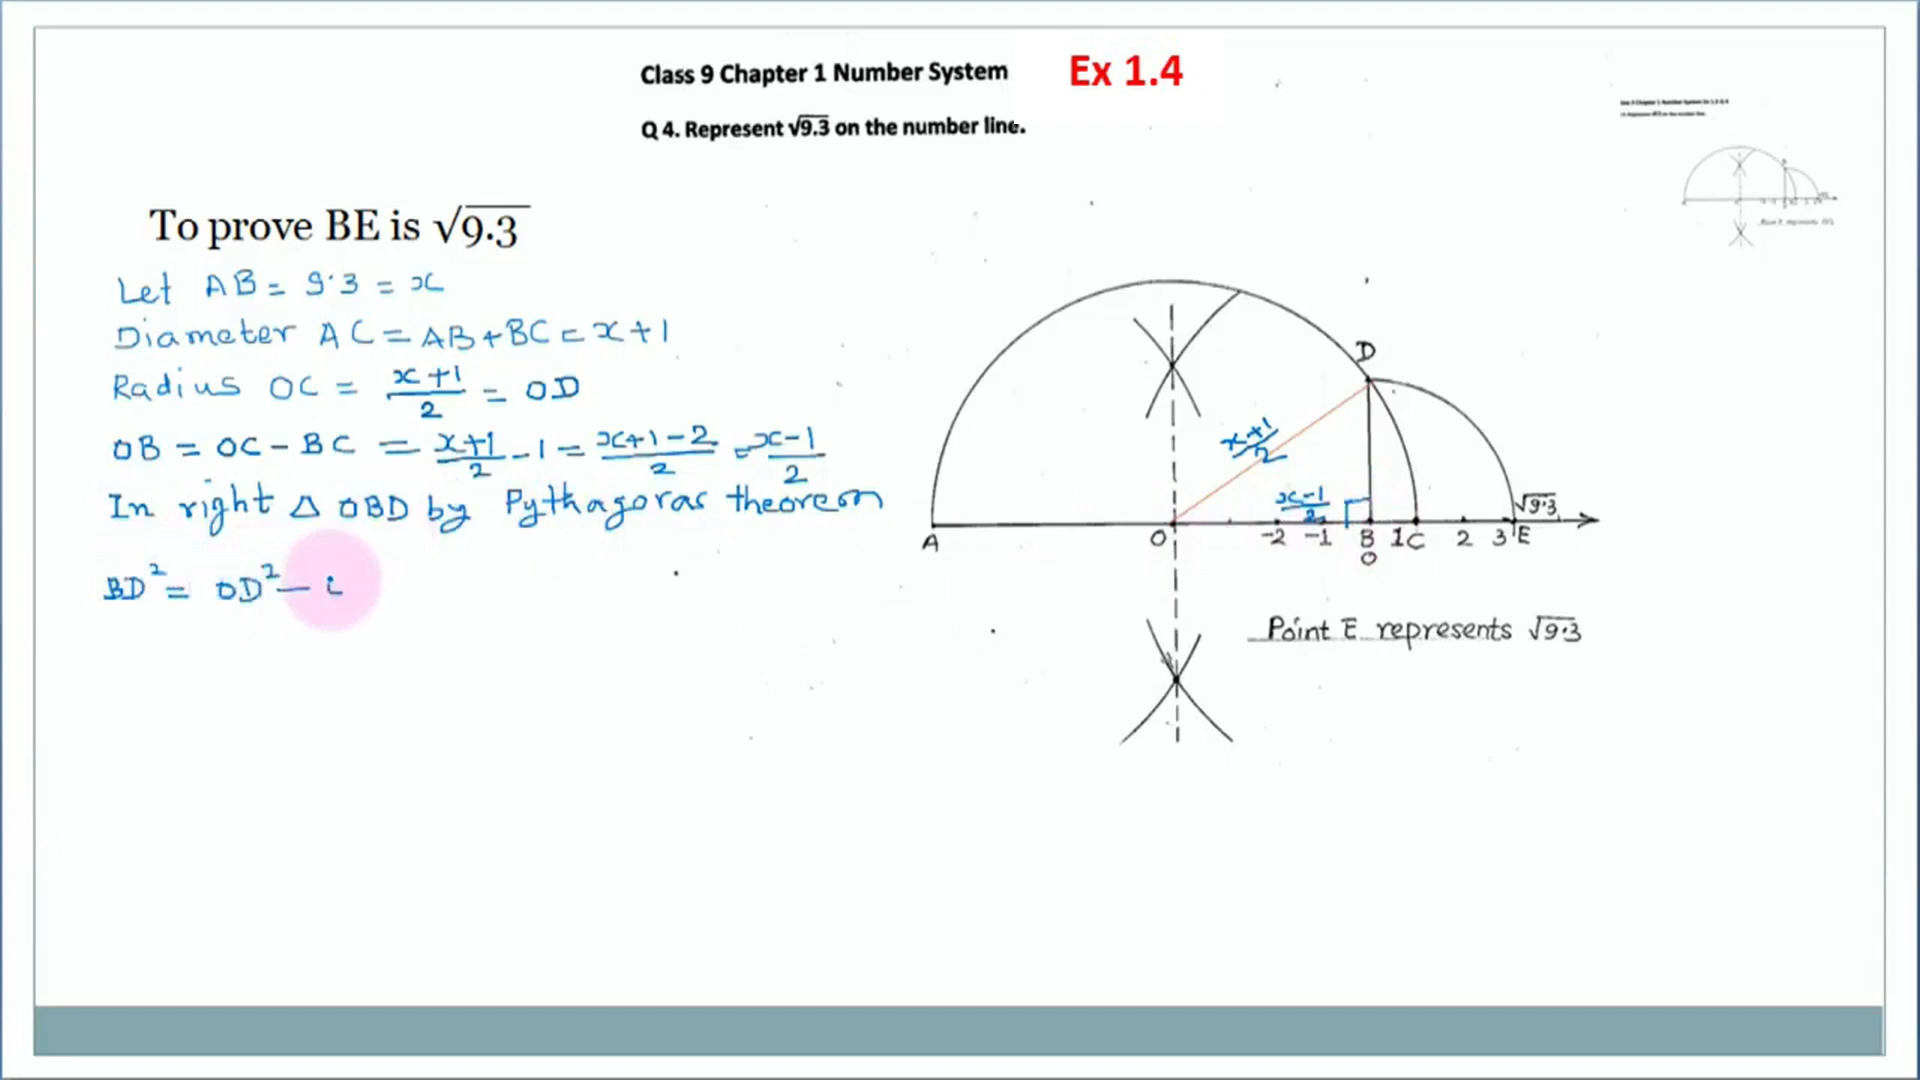 Class 9 Chapter 1 Number System Ex 1.4
Q 4. Represent √9.3 on the number line.
To prove BE is √9.3
Let AB = 9.3 = x
Diameter AC = AB + BC = x+1
Radius OC = x+1/2 = OD
OB = OC - BC = x+1/2 - 1 = x+1-2/2 = x-1/2
In right △ OBD by Pythagoras theorem
BD² = OD² -
D
x+1/2
x-1/2
√9.3
A O -2 -1 B 1C 2 3 E
0
Point E represents √9.3